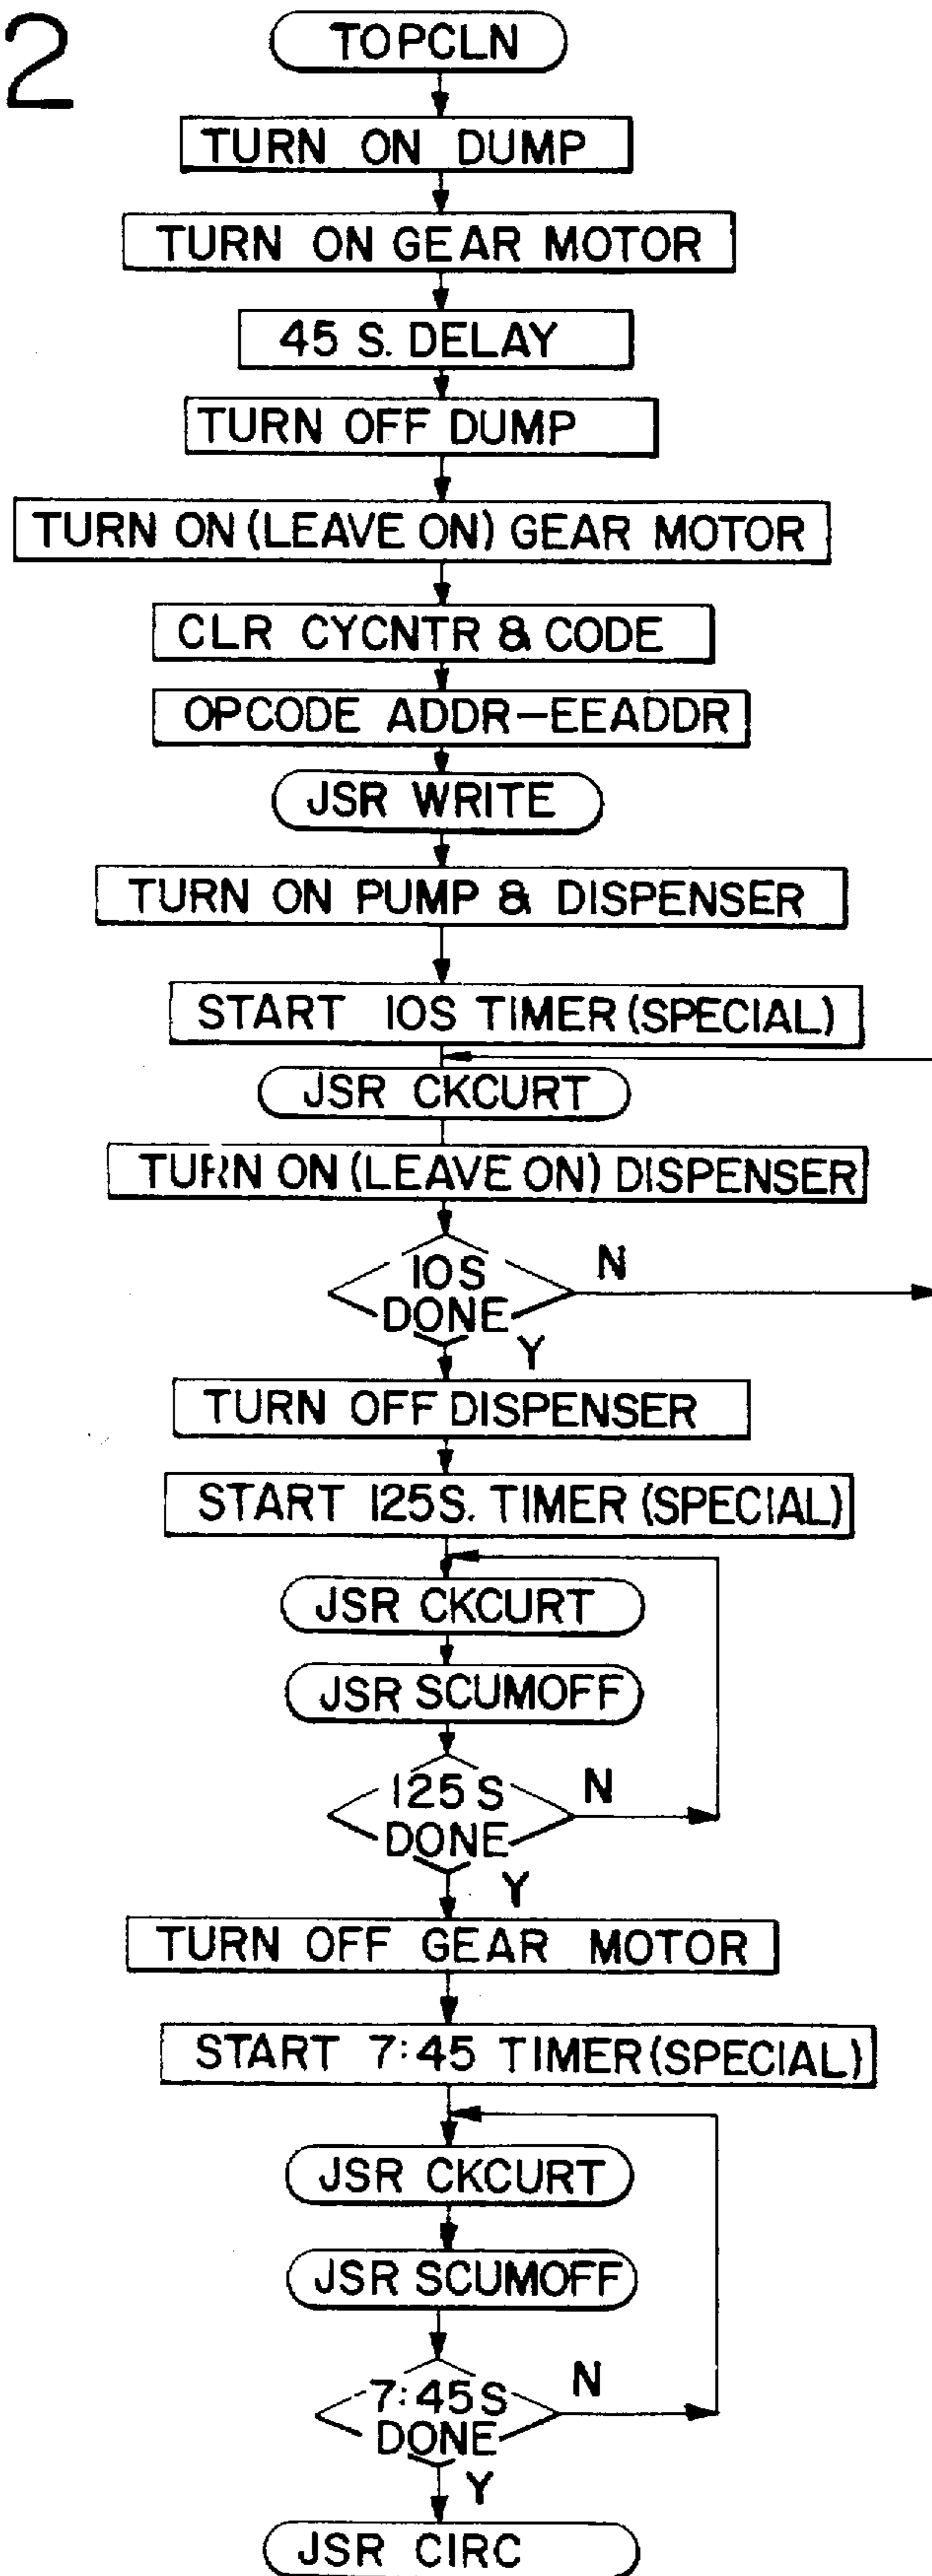 2
TOPCLN
TURN ON DUMP
TURN ON GEAR MOTOR
45 S. DELAY
TURN OFF DUMP
TURN ON (LEAVE ON) GEAR MOTOR
CLR CYCNTR & CODE
OPCODE ADDR-EEADDR
JSR WRITE
TURN ON PUMP & DISPENSER
START 10S TIMER (SPECIAL)
JSR CKCURT
TURN ON (LEAVE ON) DISPENSER
10S
DONE
N
Y
TURN OFF DISPENSER
START 125S. TIMER (SPECIAL)
JSR CKCURT
JSR SCUMOFF
125 S
DONE
N
Y
TURN OFF GEAR MOTOR
START 7:45 TIMER (SPECIAL)
JSR CKCURT
JSR SCUMOFF
7:45S
DONE
N
Y
JSR CIRC